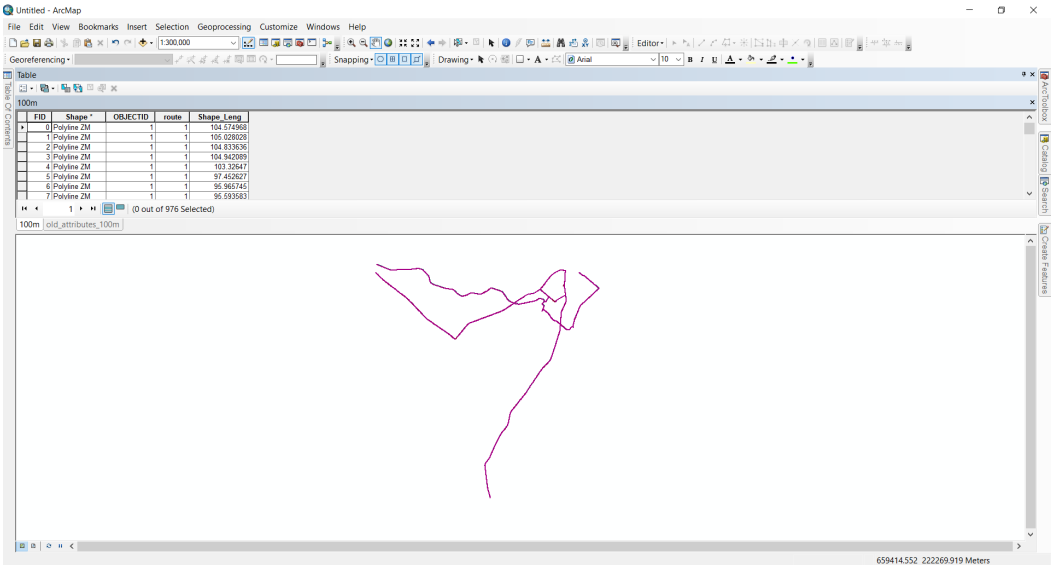 Untitled - ArcMap
File Edit View Bookmarks Insert Selection Geoprocessing Customize Windows Help
1:300,000 Editor
Georeferencing Snapping Drawing A Arial 10 B I U A
Table
100m
FID Shape * OBJECTID route Shape_Leng
0 Polyline ZM 1 1 104.574968
1 Polyline ZM 1 1 105.028028
2 Polyline ZM 1 1 104.833636
3 Polyline ZM 1 1 104.942089
4 Polyline ZM 1 1 103.32647
5 Polyline ZM 1 1 97.452627
6 Polyline ZM 1 1 95.965745
7 Polyline ZM 1 1 95.593583
1 (0 out of 976 Selected)
100m old_attributes_100m
Table Of Contents
ArcToolbox
Catalog
Search
Create Features
659414.552 222269.919 Meters